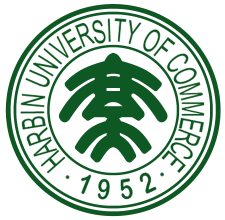 HARBIN UNIVERSITY OF COMMERCE
· 1952 ·